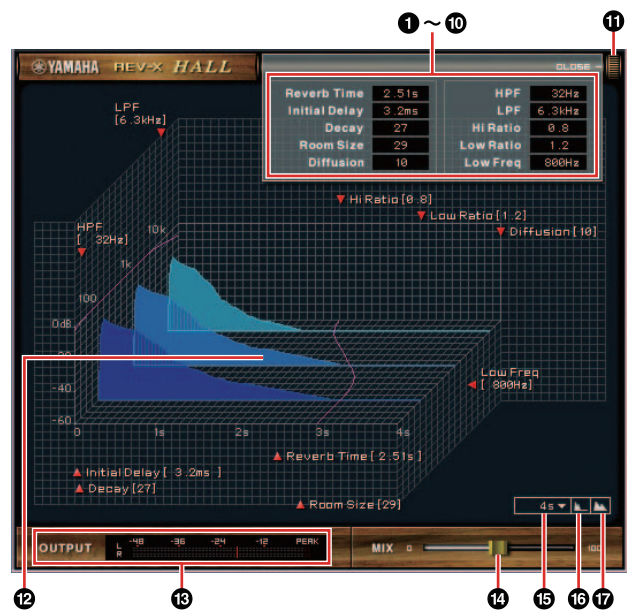 ❶～❿
⓫
YAMAHA REV-X HALL
CLOSE
Reverb Time 2.51s HPF 32Hz
Initial Delay 3.2ms LPF 6.3kHz
Decay 27 Hi Ratio 0.8
Room Size 29 Low Ratio 1.2
Diffusion 10 Low Freq 800Hz
LPF
[6.3kHz]
Hi Ratio[0.8]
Low Ratio[1.2]
Diffusion[10]
HPF
[ 32Hz]
10k
1k
100
0dB
-20
-40
-60
0 1s 2s 3s 4s
Low Freq
[ 800Hz]
Reverb Time[ 2.51s ]
Initial Delay[ 3.2ms ]
Decay[27]
Room Size[29]
4s
OUTPUT L R -48 -36 -24 -12 PEAK
MIX 0 100
⓬ ⓭ ⓮ ⓯ ⓰ ⓱